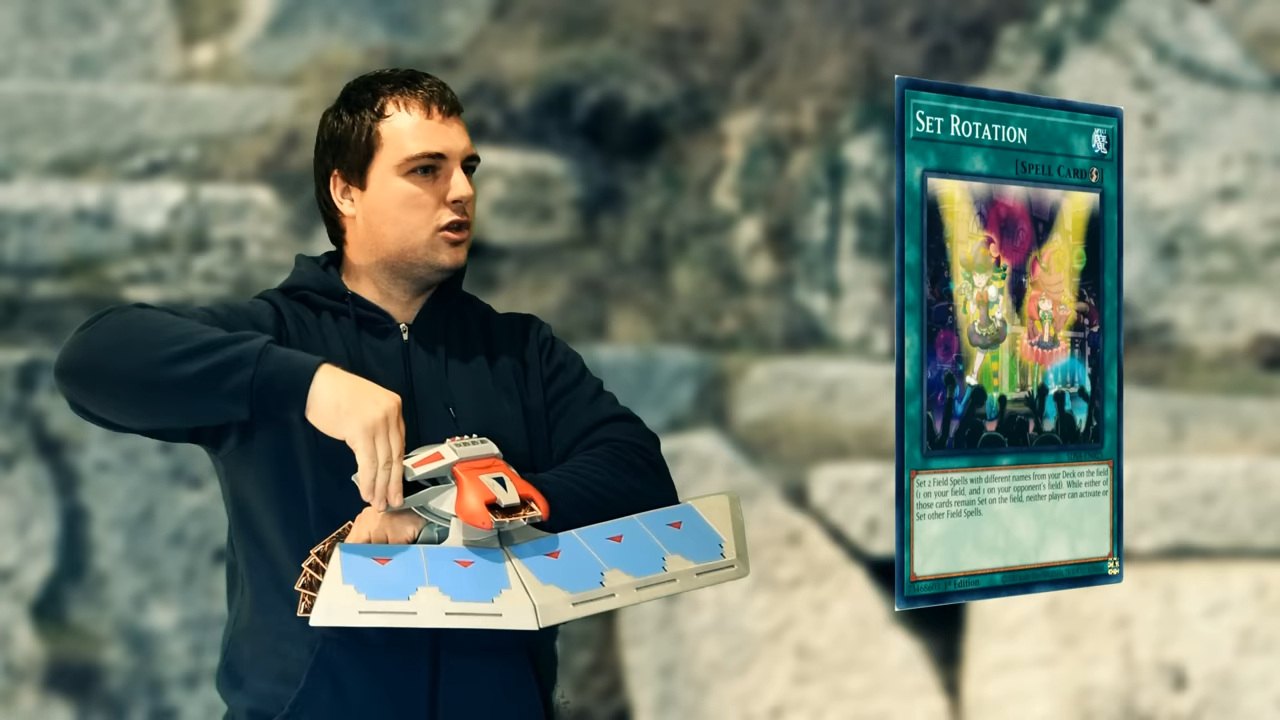 SET ROTATION
[SPELL CARD]
Set 2 Field Spells with different names from your Deck on the field
(1 on your field, and 1 on your opponent's field). While either of
those cards remain Set on the field, neither player can activate or
Set other Field Spells.
1st Edition